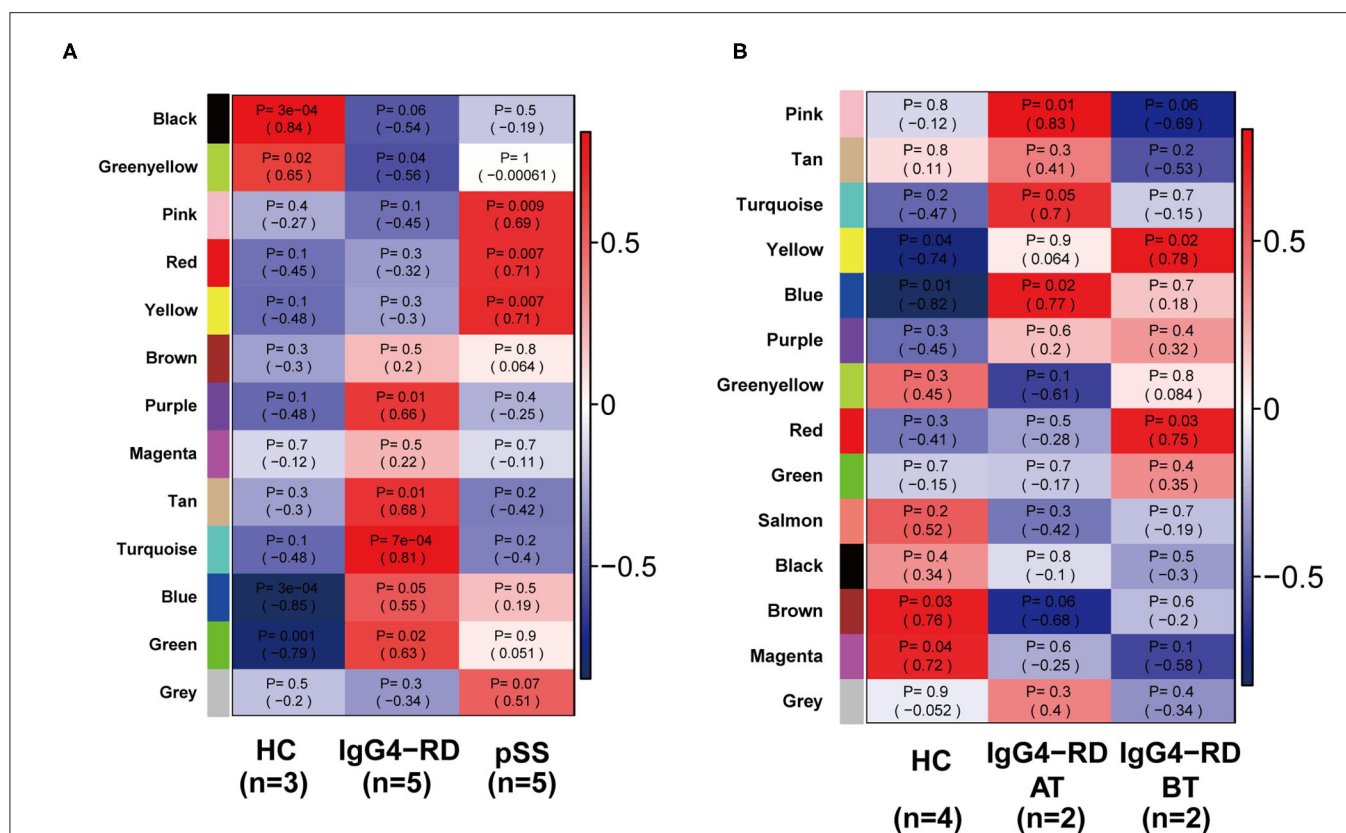 A
Black
P= 3e−04
( 0.84 )
P= 0.06
( −0.54 )
P= 0.5
( −0.19 )
Greenyellow
P= 0.02
( 0.65 )
P= 0.04
( −0.56 )
P= 1
( −0.00061 )
Pink
P= 0.4
( −0.27 )
P= 0.1
( −0.45 )
P= 0.009
( 0.69 )
Red
P= 0.1
( −0.45 )
P= 0.3
( −0.32 )
P= 0.007
( 0.71 )
Yellow
P= 0.1
( −0.48 )
P= 0.3
( −0.3 )
P= 0.007
( 0.71 )
Brown
P= 0.3
( −0.3 )
P= 0.5
( 0.2 )
P= 0.8
( 0.064 )
Purple
P= 0.1
( −0.48 )
P= 0.01
( 0.66 )
P= 0.4
( −0.25 )
Magenta
P= 0.7
( −0.12 )
P= 0.5
( 0.22 )
P= 0.7
( −0.11 )
Tan
P= 0.3
( −0.3 )
P= 0.01
( 0.68 )
P= 0.2
( −0.42 )
Turquoise
P= 0.1
( −0.48 )
P= 7e−04
( 0.81 )
P= 0.2
( −0.4 )
Blue
P= 3e−04
( −0.85 )
P= 0.05
( 0.55 )
P= 0.5
( 0.19 )
Green
P= 0.001
( −0.79 )
P= 0.02
( 0.63 )
P= 0.9
( 0.051 )
Grey
P= 0.5
( −0.2 )
P= 0.3
( −0.34 )
P= 0.07
( 0.51 )
0.5
0
−0.5
HC
(n=3)
IgG4−RD
(n=5)
pSS
(n=5)
B
Pink
P= 0.8
( −0.12 )
P= 0.01
( 0.83 )
P= 0.06
( −0.69 )
Tan
P= 0.8
( 0.11 )
P= 0.3
( 0.41 )
P= 0.2
( −0.53 )
Turquoise
P= 0.2
( −0.47 )
P= 0.05
( 0.7 )
P= 0.7
( −0.15 )
Yellow
P= 0.04
( −0.74 )
P= 0.9
( 0.064 )
P= 0.02
( 0.78 )
Blue
P= 0.01
( −0.82 )
P= 0.02
( 0.77 )
P= 0.7
( 0.18 )
Purple
P= 0.3
( −0.45 )
P= 0.6
( 0.2 )
P= 0.4
( 0.32 )
Greenyellow
P= 0.3
( 0.45 )
P= 0.1
( −0.61 )
P= 0.8
( 0.084 )
Red
P= 0.3
( −0.41 )
P= 0.5
( −0.28 )
P= 0.03
( 0.75 )
Green
P= 0.7
( −0.15 )
P= 0.7
( −0.17 )
P= 0.4
( 0.35 )
Salmon
P= 0.2
( 0.52 )
P= 0.3
( −0.42 )
P= 0.7
( −0.19 )
Black
P= 0.4
( 0.34 )
P= 0.8
( −0.1 )
P= 0.5
( −0.3 )
Brown
P= 0.03
( 0.76 )
P= 0.06
( −0.68 )
P= 0.6
( −0.2 )
Magenta
P= 0.04
( 0.72 )
P= 0.6
( −0.25 )
P= 0.1
( −0.58 )
Grey
P= 0.9
( −0.052 )
P= 0.3
( 0.4 )
P= 0.4
( −0.34 )
0.5
0
−0.5
HC
(n=4)
IgG4−RD
AT
(n=2)
IgG4−RD
BT
(n=2)